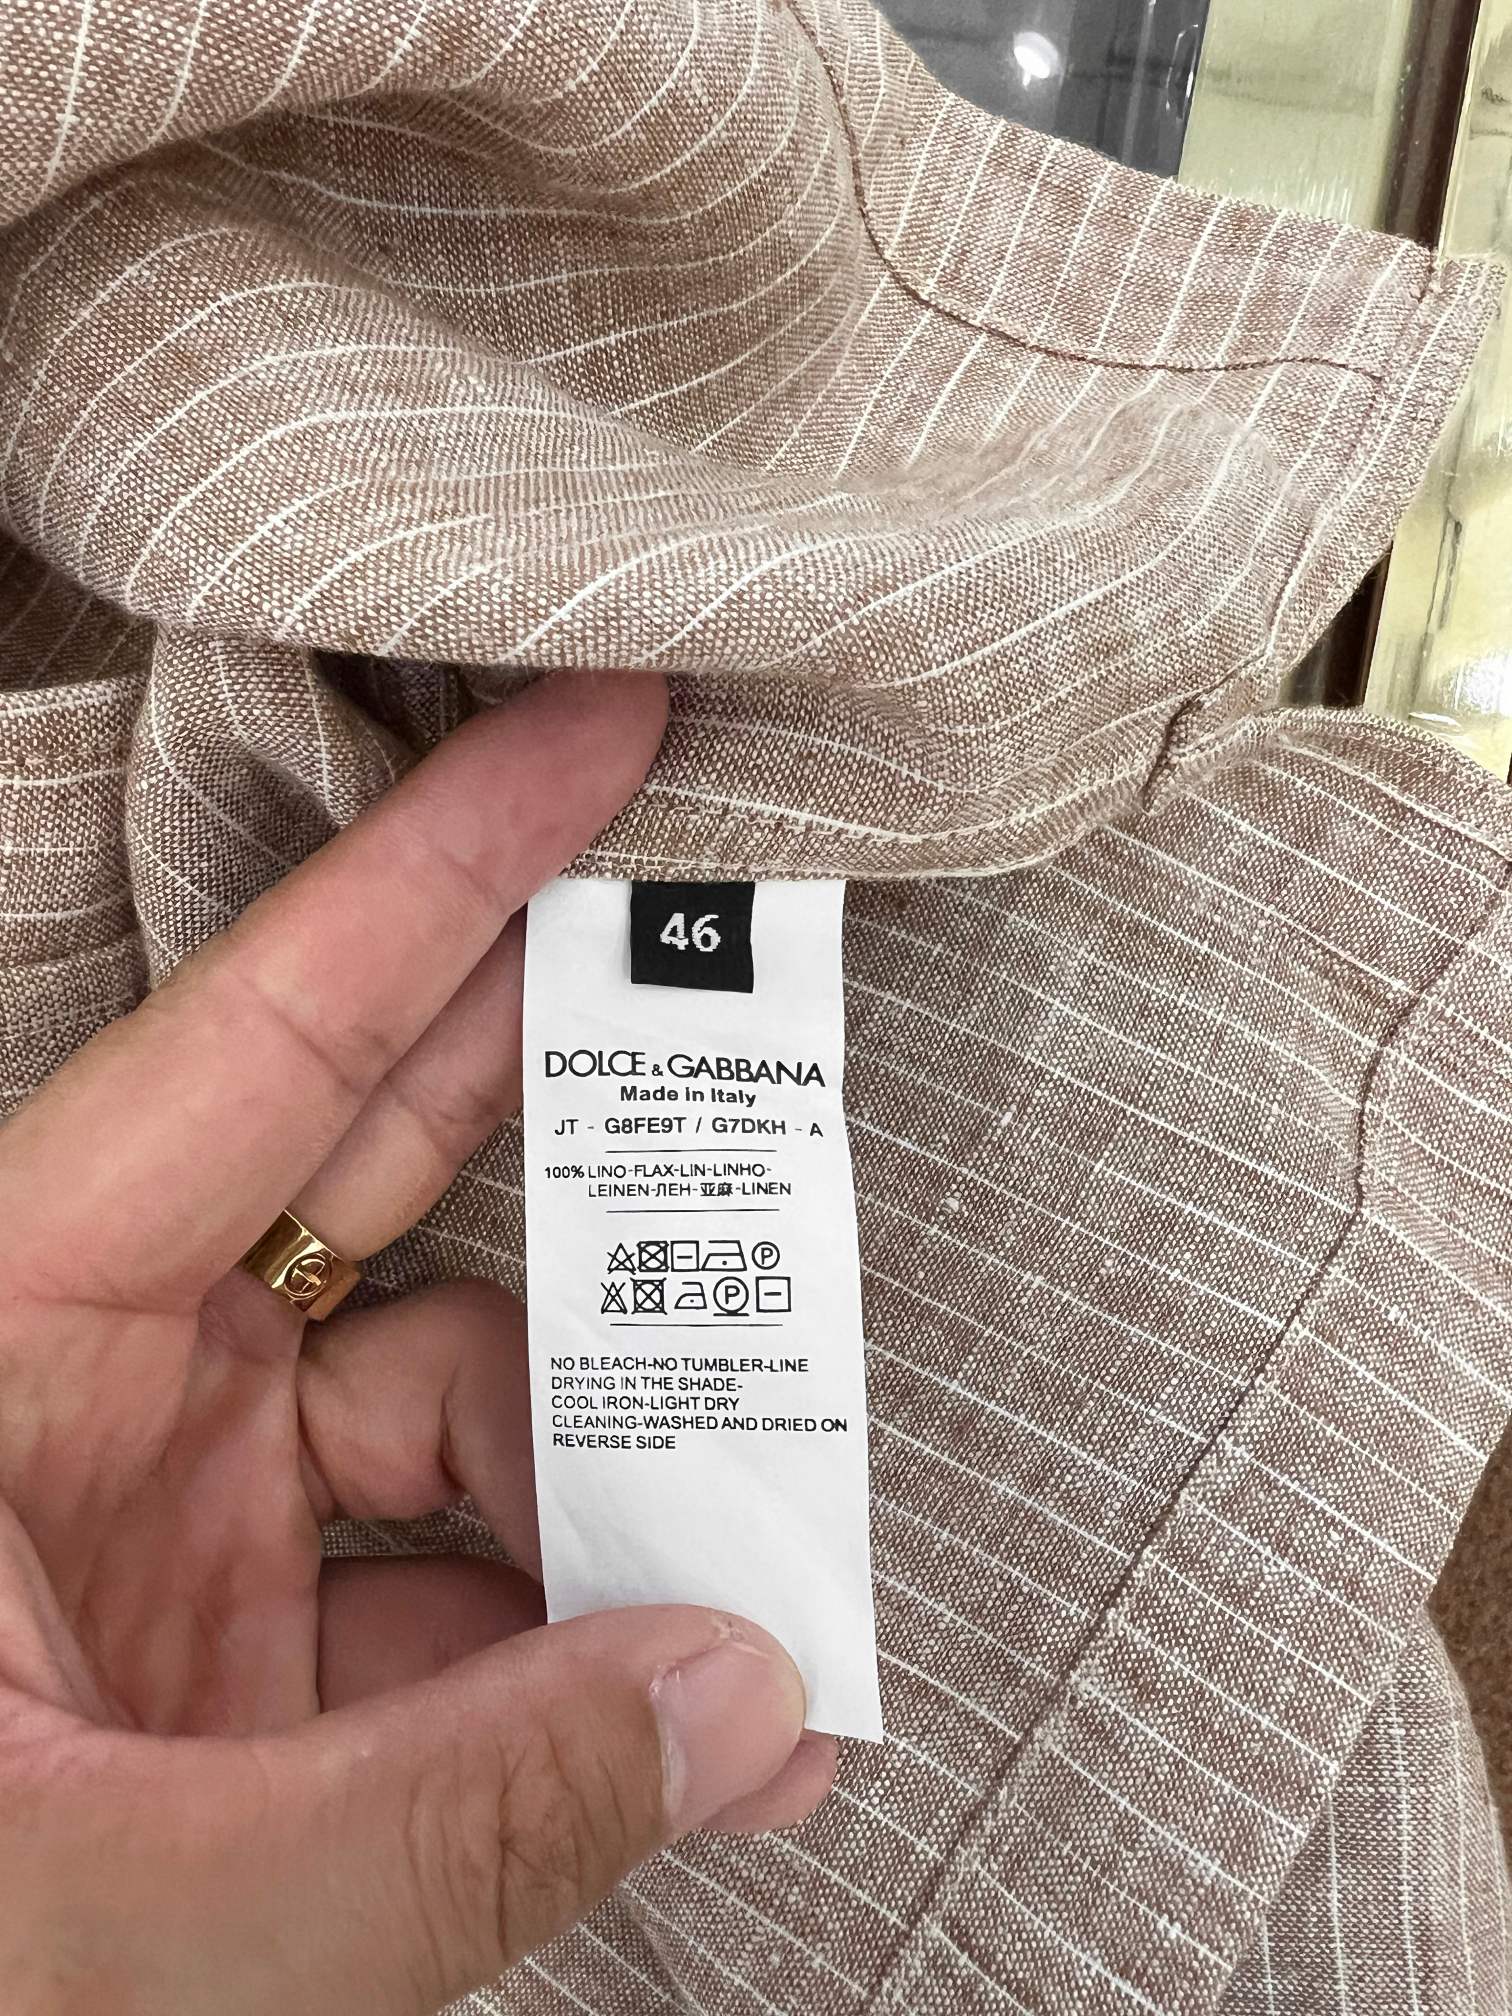 46
DOLCE & GABBANA
Made in Italy
JT - G8FE9T / G7DKH - A
100% LINO-FLAX-LIN-LINHO-
LEINEN-ЛЕН-亚麻-LINEN
P
P
NO BLEACH-NO TUMBLER-LINE
DRYING IN THE SHADE-
COOL IRON-LIGHT DRY
CLEANING-WASHED AND DRIED ON
REVERSE SIDE